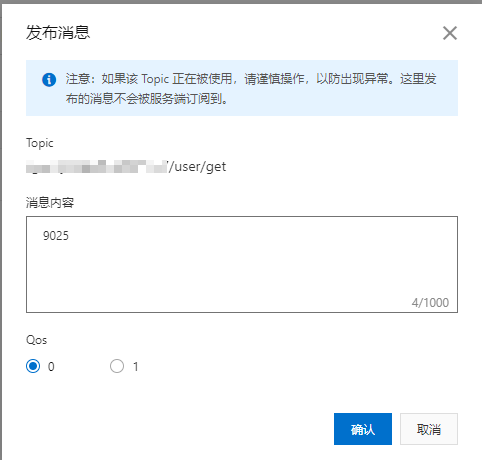 发布消息
注意：如果该 Topic 正在被使用，请谨慎操作，以防出现异常。这里发
布的消息不会被服务端订阅到。
Topic
/user/get
消息内容
9025
4/1000
Qos
0 1
确认 取消